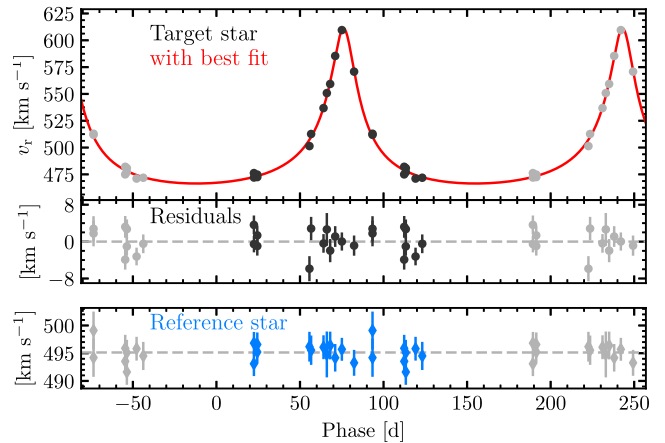 625
600
575
550
525
500
475
v_r [km s⁻¹]
Target star
with best fit
8
0
−8
[km s⁻¹]
Residuals
500
495
490
[km s⁻¹]
Reference star
−50 0 50 100 150 200 250
Phase [d]